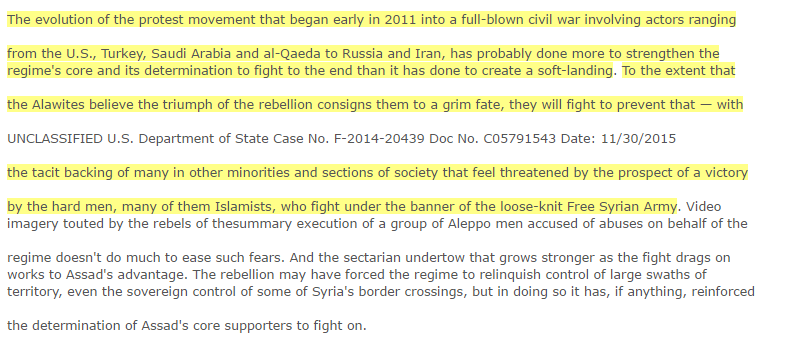 The evolution of the protest movement that began early in 2011 into a full-blown civil war involving actors ranging
from the U.S., Turkey, Saudi Arabia and al-Qaeda to Russia and Iran, has probably done more to strengthen the
regime's core and its determination to fight to the end than it has done to create a soft-landing. To the extent that
the Alawites believe the triumph of the rebellion consigns them to a grim fate, they will fight to prevent that — with
UNCLASSIFIED U.S. Department of State Case No. F-2014-20439 Doc No. C05791543 Date: 11/30/2015
the tacit backing of many in other minorities and sections of society that feel threatened by the prospect of a victory
by the hard men, many of them Islamists, who fight under the banner of the loose-knit Free Syrian Army. Video
imagery touted by the rebels of thesummary execution of a group of Aleppo men accused of abuses on behalf of the
regime doesn't do much to ease such fears. And the sectarian undertow that grows stronger as the fight drags on
works to Assad's advantage. The rebellion may have forced the regime to relinquish control of large swaths of
territory, even the sovereign control of some of Syria's border crossings, but in doing so it has, if anything, reinforced
the determination of Assad's core supporters to fight on.